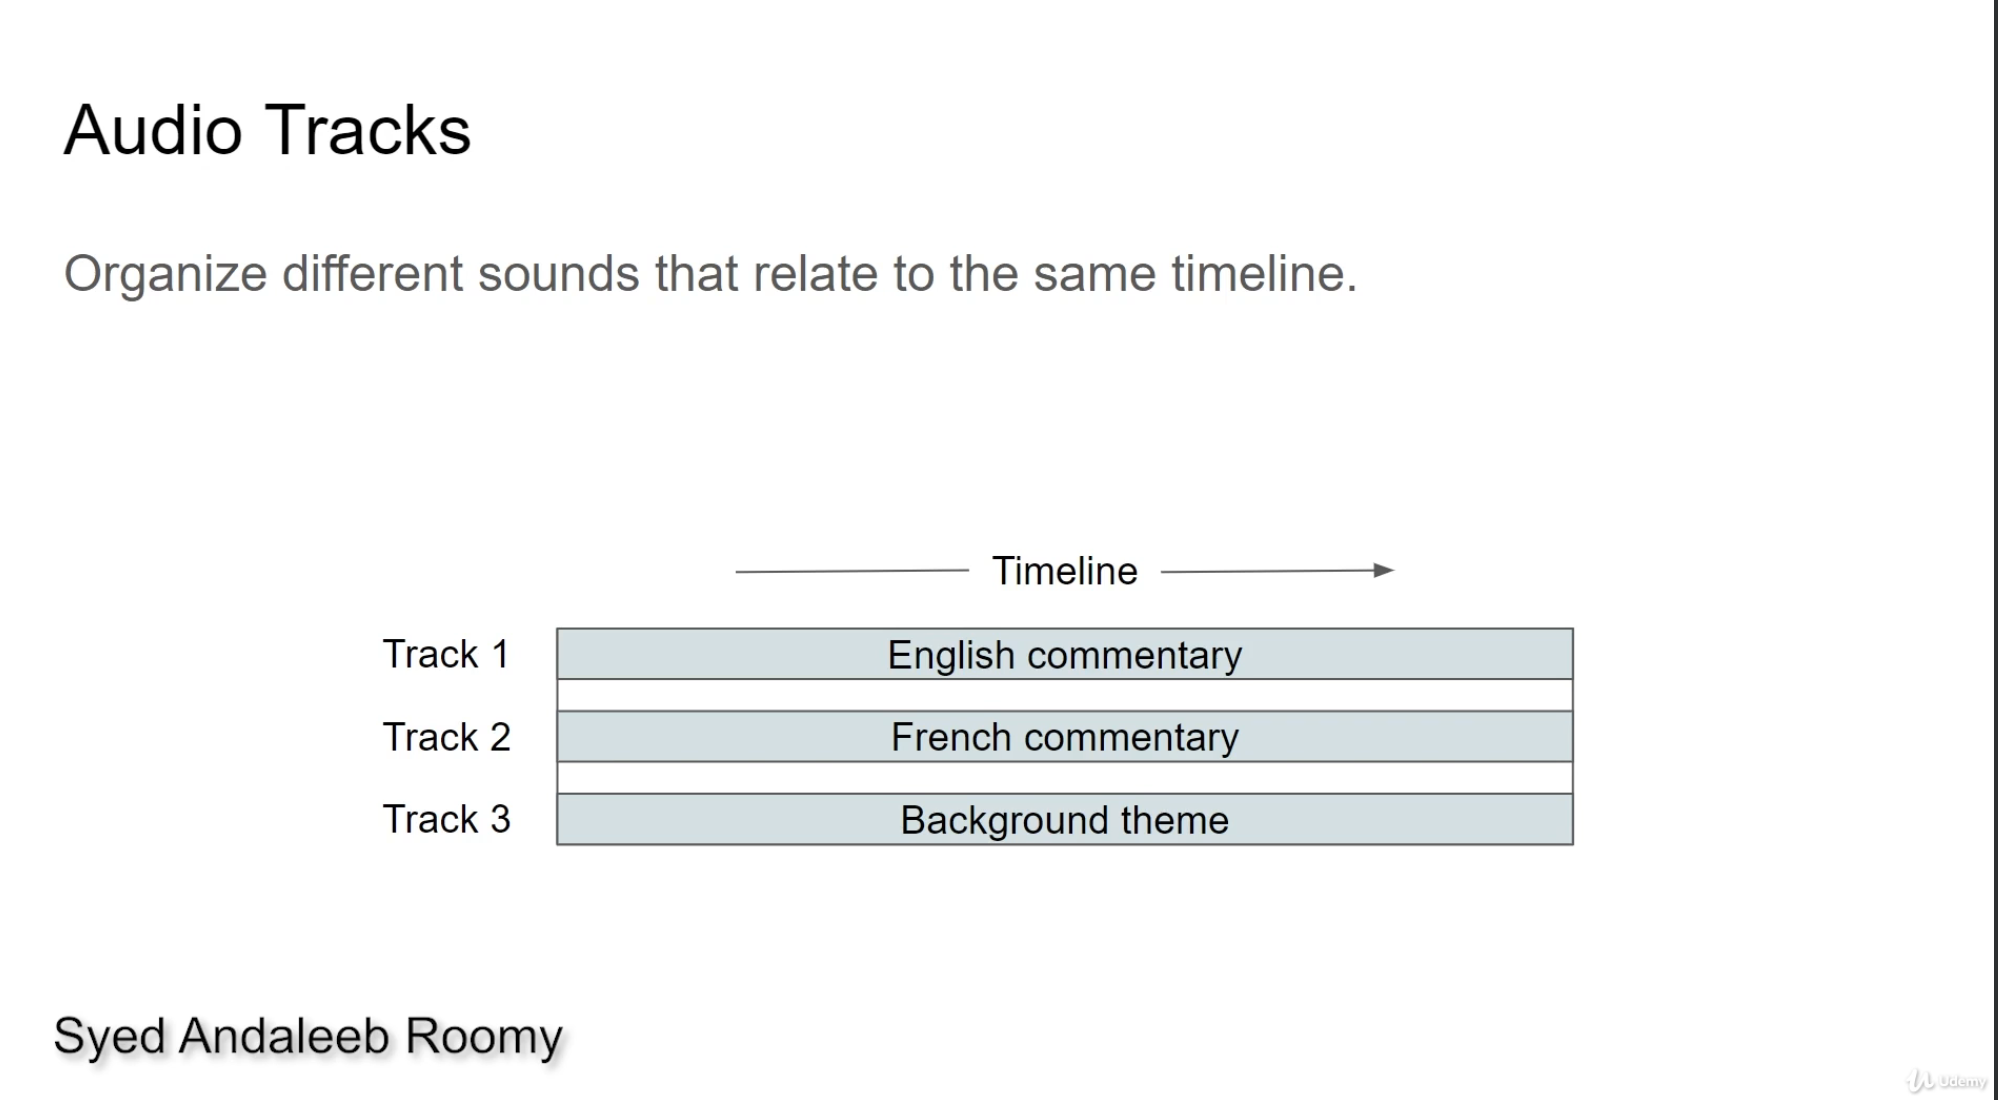 Audio Tracks
Organize different sounds that relate to the same timeline.
Timeline
Track 1 English commentary
Track 2 French commentary
Track 3 Background theme
Syed Andaleeb Roomy
Udemy